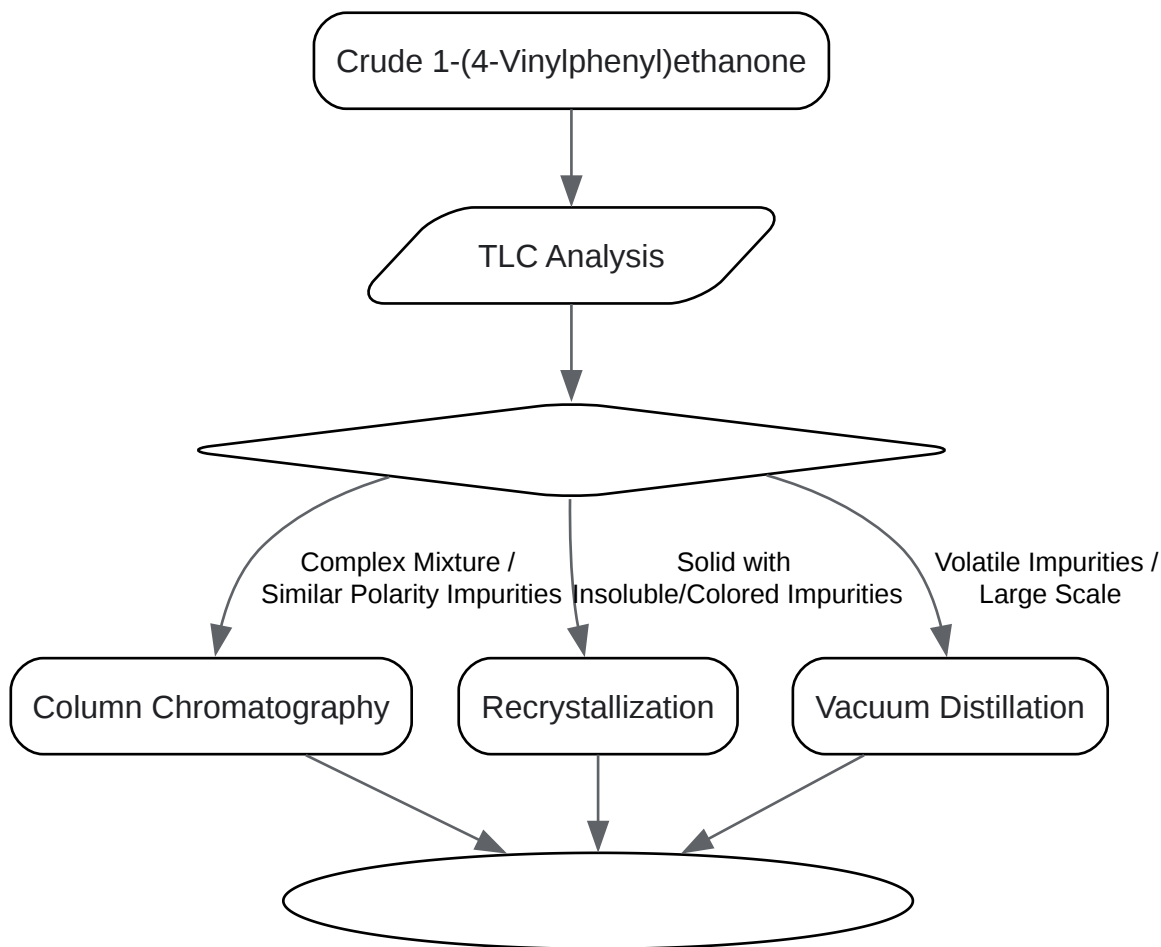 Crude 1-(4-Vinylphenyl)ethanone
TLC Analysis
Complex Mixture /
Similar Polarity Impurities
Solid with
Insoluble/Colored Impurities
Volatile Impurities /
Large Scale
Column Chromatography
Recrystallization
Vacuum Distillation